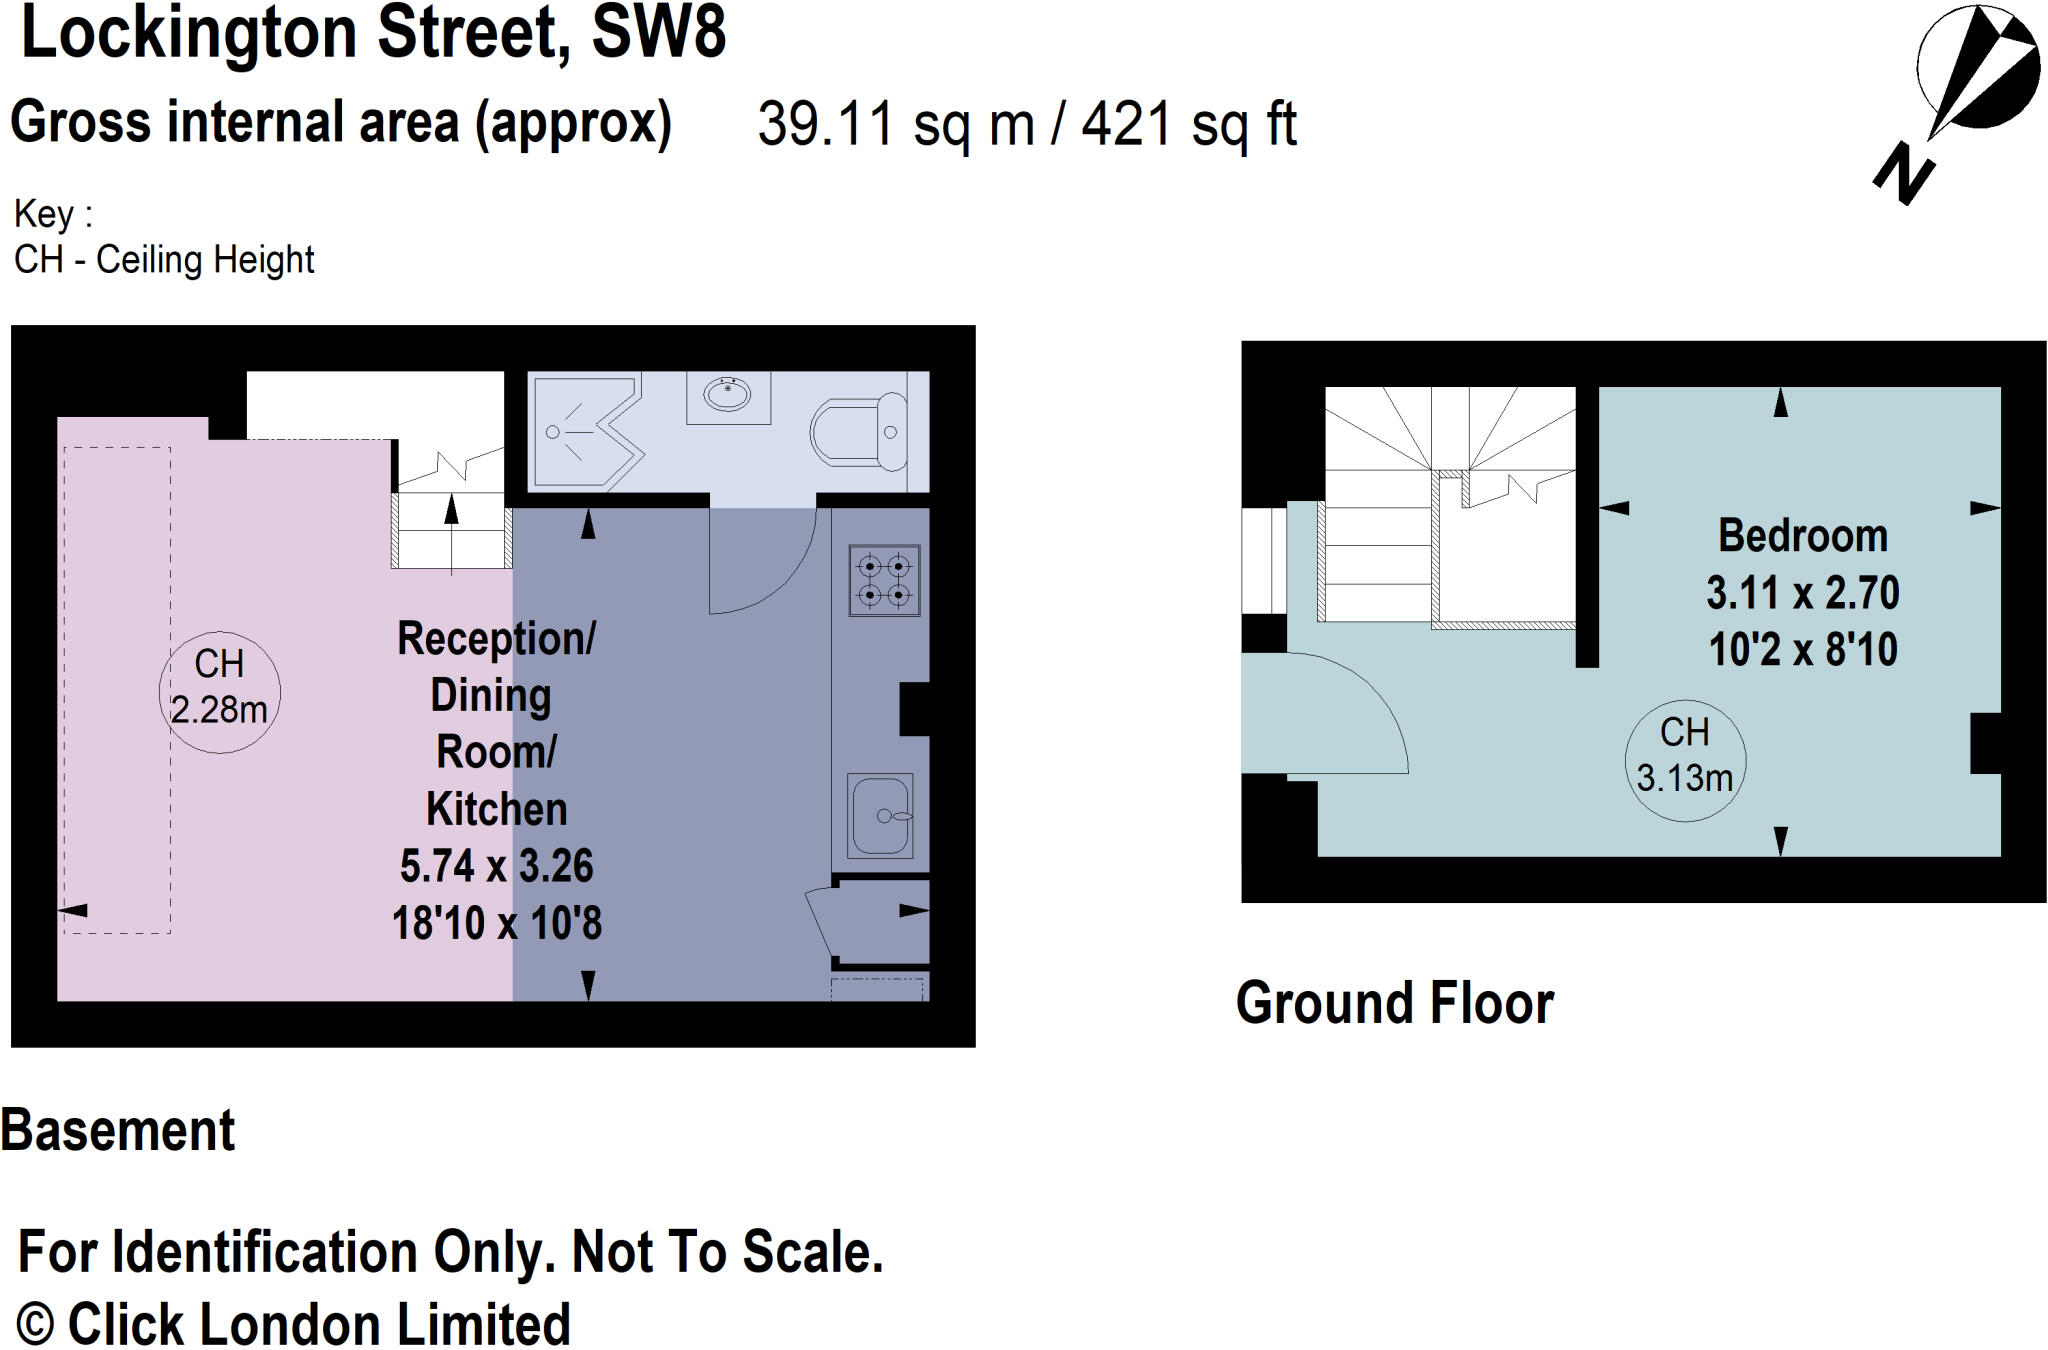 Lockington Street, SW8
Gross internal area (approx) 39.11 sq m / 421 sq ft
N
Key :
CH - Ceiling Height
CH
2.28m
Reception/
Dining
Room/
Kitchen
5.74 x 3.26
18'10 x 10'8
Basement
Bedroom
3.11 x 2.70
10'2 x 8'10
CH
3.13m
Ground Floor
For Identification Only. Not To Scale.
© Click London Limited